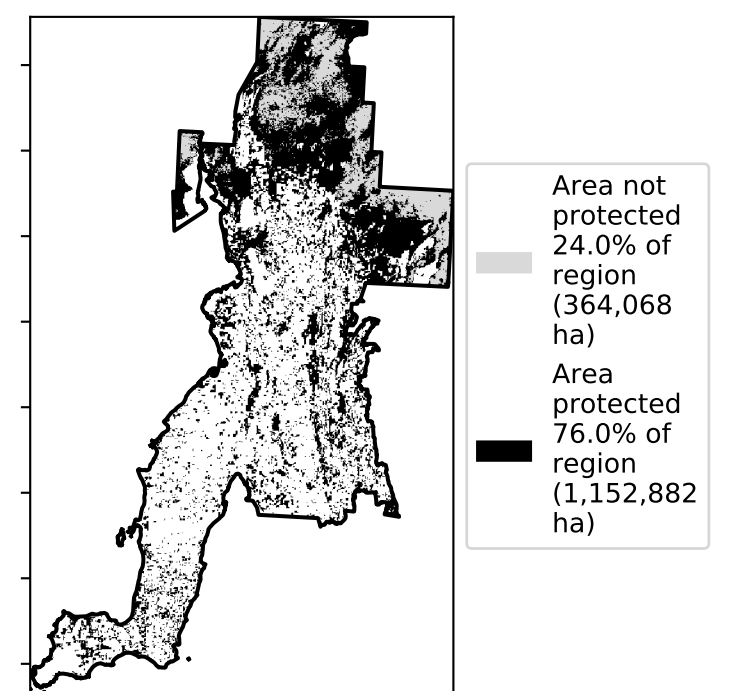 Area not
protected
24.0% of
region
(364,068
ha)
Area
protected
76.0% of
region
(1,152,882
ha)